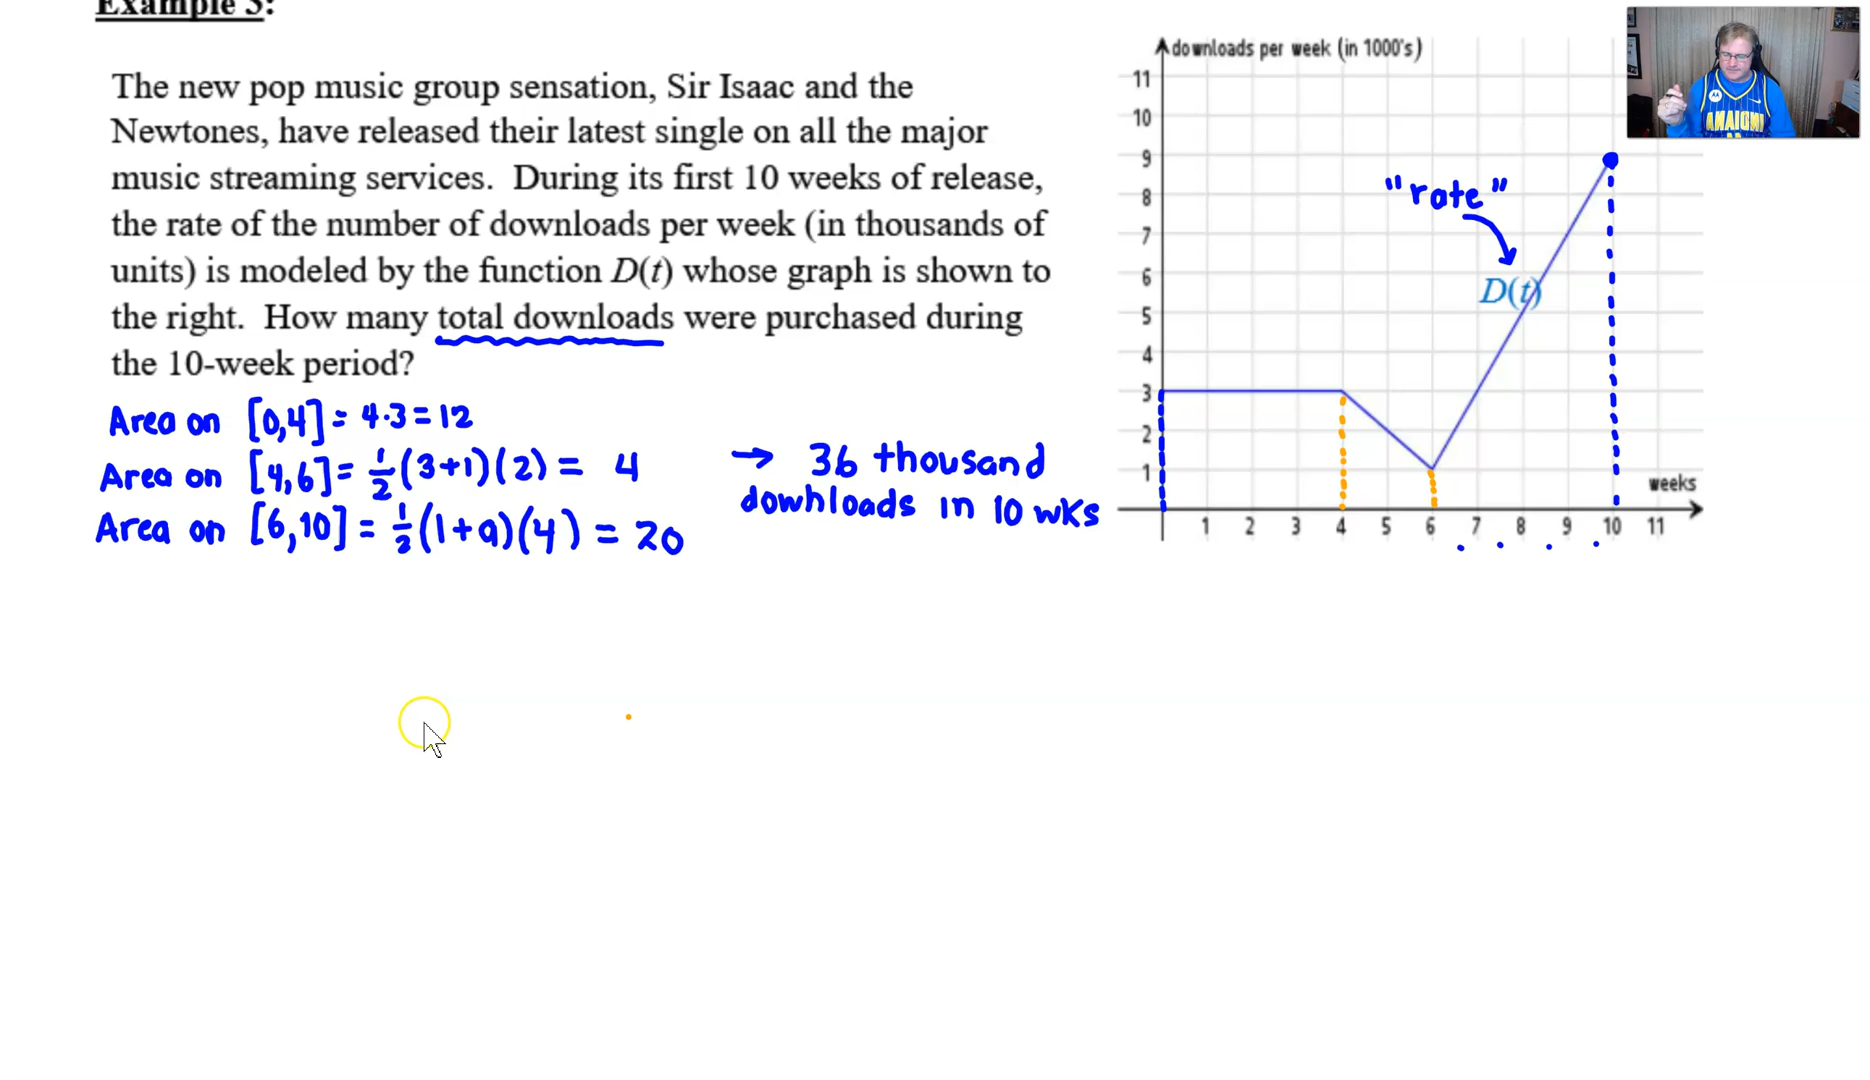 Example 3:
The new pop music group sensation, Sir Isaac and the
Newtones, have released their latest single on all the major
music streaming services. During its first 10 weeks of release,
the rate of the number of downloads per week (in thousands of
units) is modeled by the function D(t) whose graph is shown to
the right. How many total downloads were purchased during
the 10-week period?
Area on [0,4] = 4·3 = 12
Area on [4,6] = 1/2 (3+1)(2) = 4
Area on [6,10] = 1/2 (1+9)(4) = 20
→ 36 thousand
downloads in 10 wks
downloads per week (in 1000's)
11
10
9
8
7
6
5
4
3
2
1
"rate"
D(t)
weeks
1 2 3 4 5 6 7 8 9 10 11